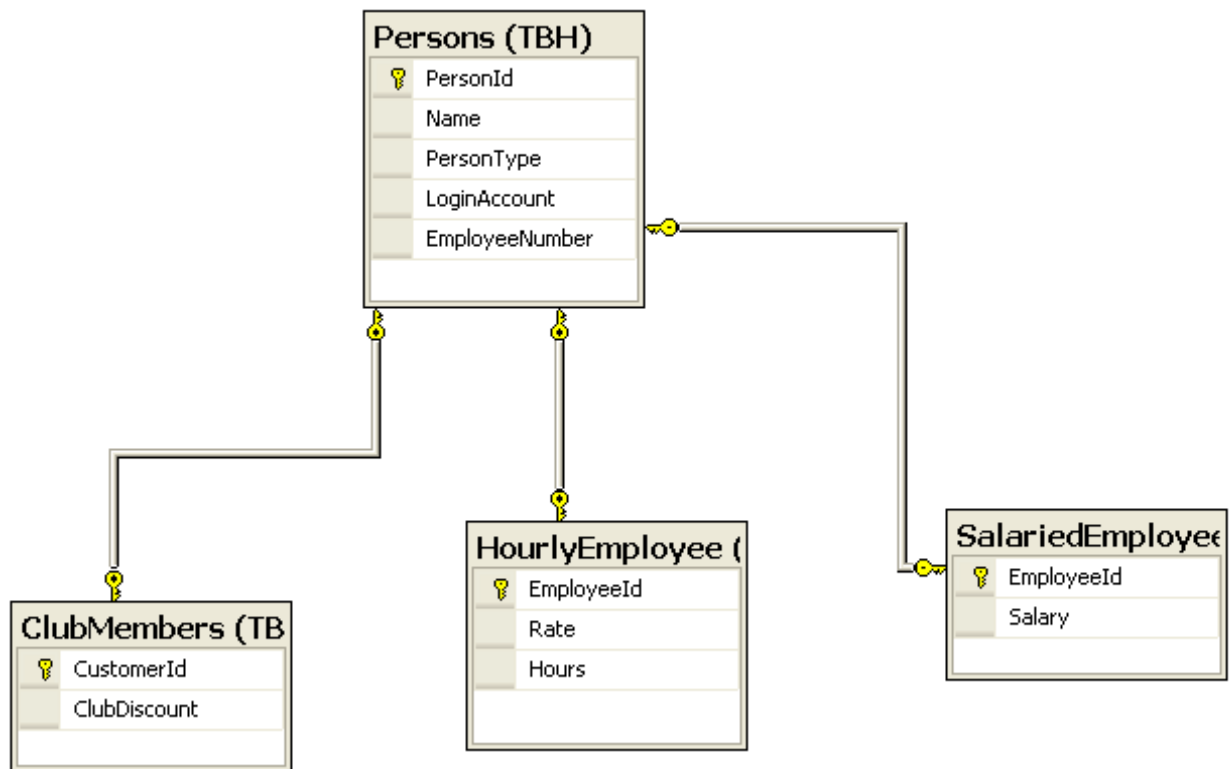 Persons (TBH)
PersonId
Name
PersonType
LoginAccount
EmployeeNumber
HourlyEmployee (
EmployeeId
Rate
Hours
SalariedEmployee
EmployeeId
Salary
ClubMembers (TB
CustomerId
ClubDiscount